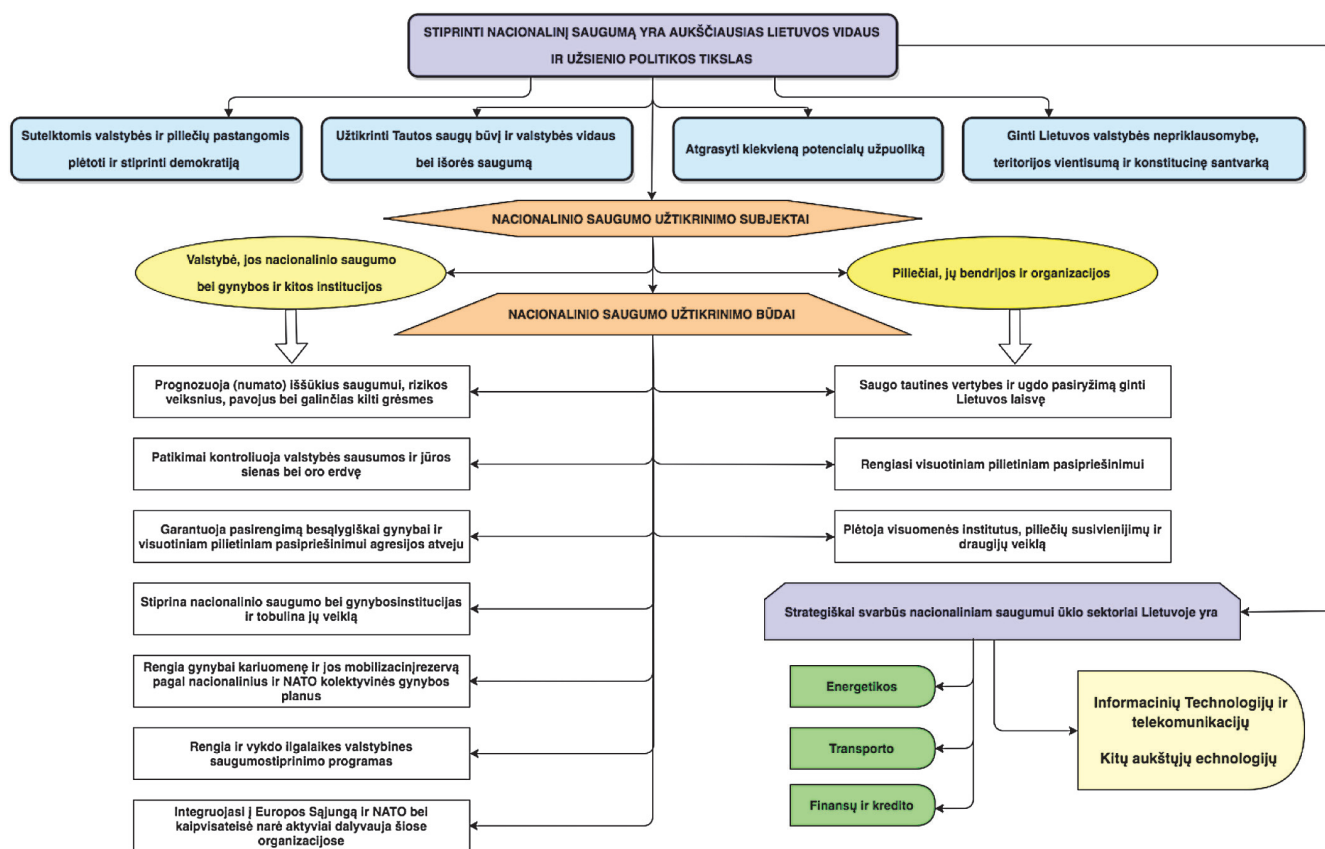 STIPRINTI NACIONALINĮ SAUGUMĄ YRA AUKŠČIAUSIAS LIETUVOS VIDAUS
IR UŽSIENIO POLITIKOS TIKSLAS
Sutelktomis valstybės ir piliečių pastangomis
plėtoti ir stiprinti demokratiją
Užtikrinti Tautos saugų būvį ir valstybės vidaus
bei išorės saugumą
Atgrasyti kiekvieną potencialų užpuoliką
Ginti Lietuvos valstybės nepriklausomybę,
teritorijos vientisumą ir konstitucinę santvarką
NACIONALINIO SAUGUMO UŽTIKRINIMO SUBJEKTAI
Valstybė, jos nacionalinio saugumo
bei gynybos ir kitos institucijos
Piliečiai, jų bendrijos ir organizacijos
NACIONALINIO SAUGUMO UŽTIKRINIMO BŪDAI
Prognozuoja (numato) iššūkius saugumui, rizikos
veiksnius, pavojus bei galinčias kilti grėsmes
Saugo tautines vertybes ir ugdo pasiryžimą ginti
Lietuvos laisvę
Patikimai kontroliuoja valstybės sausumos ir jūros
sienas bei oro erdvę
Rengiasi visuotiniam pilietiniam pasipriešinimui
Garantuoja pasirengimą besąlygiškai gynybai ir
visuotiniam pilietiniam pasipriešinimui agresijos atveju
Plėtoja visuomenės institutus, piliečių susivienijimų ir
draugijų veiklą
Stiprina nacionalinio saugumo bei gynybosinstitucijas
ir tobulina jų veiklą
Strategiškai svarbūs nacionaliniam saugumui ūkio sektoriai Lietuvoje yra
Rengia gynybai kariuomenę ir jos mobilizacinįrezervą
pagal nacionalinius ir NATO kolektyvinės gynybos
planus
Energetikos
Informacinių Technologijų ir
telekomunikacijų
Kitų aukštųjų echnologijų
Rengia ir vykdo ilgalaikes valstybines
saugumostiprinimo programas
Transporto
Finansų ir kredito
Integruojasi į Europos Sąjungą ir NATO bei
kaipvisateisė narė aktyviai dalyvauja šiose
organizacijose